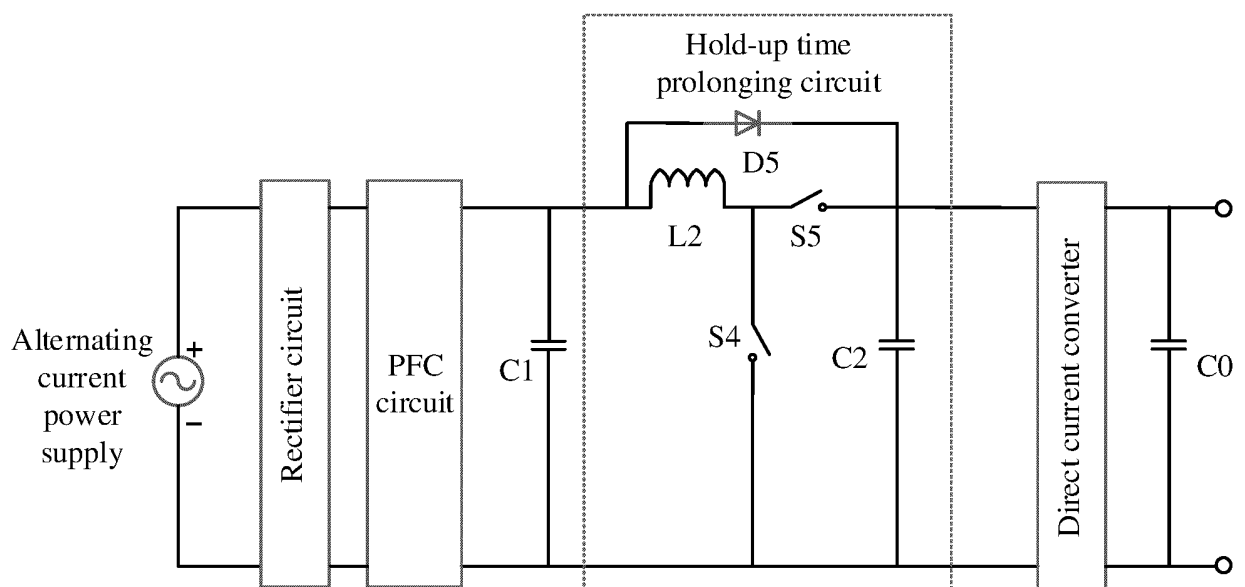 Hold-up time
prolonging circuit
D5
L2
S5
Alternating
current
power
supply
+
−
Rectifier circuit
PFC
circuit
C1
S4
C2
Direct current converter
C0